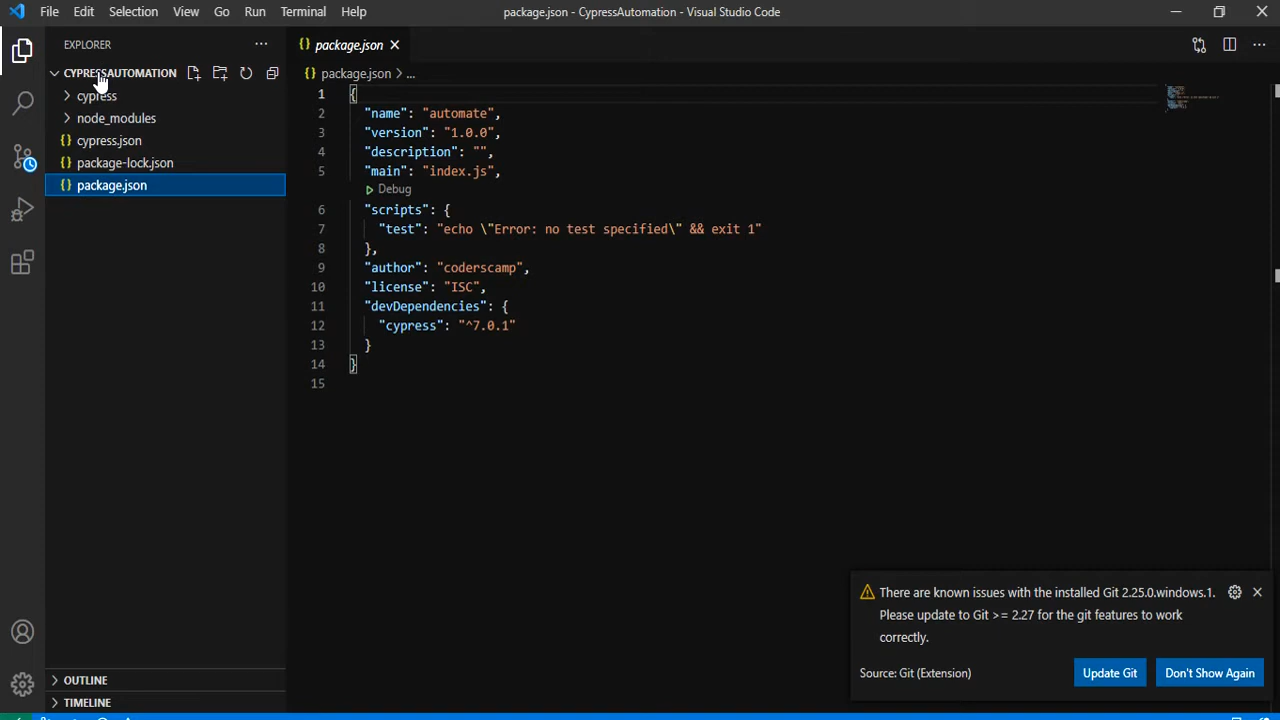 File Edit Selection View Go Run Terminal Help package.json - CypressAutomation - Visual Studio Code
EXPLORER
CYPRESSAUTOMATION
cypress
node_modules
cypress.json
package-lock.json
package.json
OUTLINE
TIMELINE
package.json
package.json > ...
1 {
2 "name": "automate",
3 "version": "1.0.0",
4 "description": "",
5 "main": "index.js",
Debug
6 "scripts": {
7 "test": "echo \"Error: no test specified\" && exit 1"
8 },
9 "author": "coderscamp",
10 "license": "ISC",
11 "devDependencies": {
12 "cypress": "^7.0.1"
13 }
14 }
15
There are known issues with the installed Git 2.25.0.windows.1.
Please update to Git >= 2.27 for the git features to work
correctly.
Source: Git (Extension) Update Git Don't Show Again